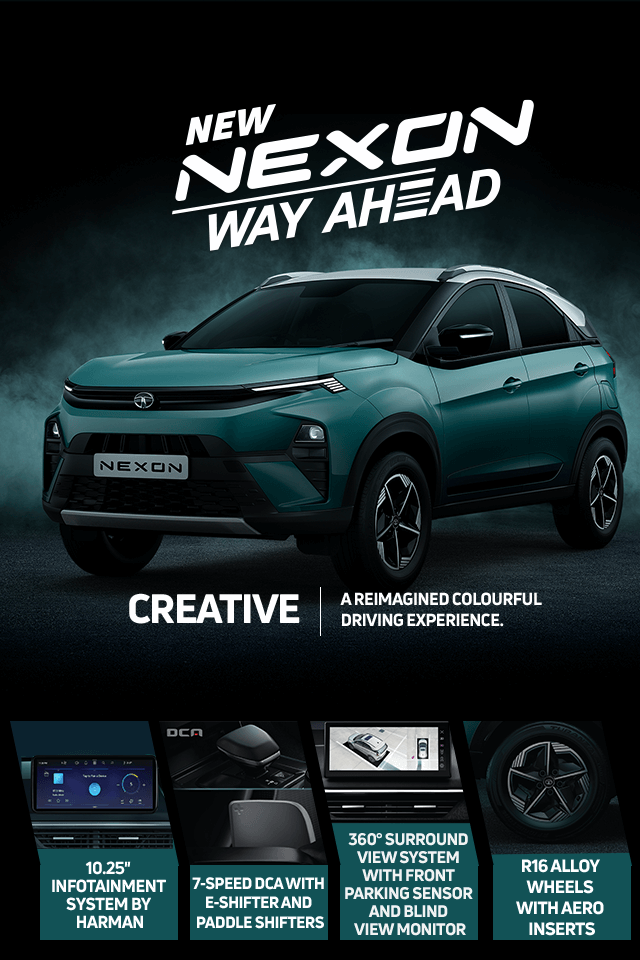 NEW
NEXON
WAY AHEAD
NEXON
CREATIVE
A REIMAGINED COLOURFUL
DRIVING EXPERIENCE.
DCA
10.25"
INFOTAINMENT
SYSTEM BY
HARMAN
7-SPEED DCA WITH
E-SHIFTER AND
PADDLE SHIFTERS
360° SURROUND
VIEW SYSTEM
WITH FRONT
PARKING SENSOR
AND BLIND
VIEW MONITOR
R16 ALLOY
WHEELS
WITH AERO
INSERTS